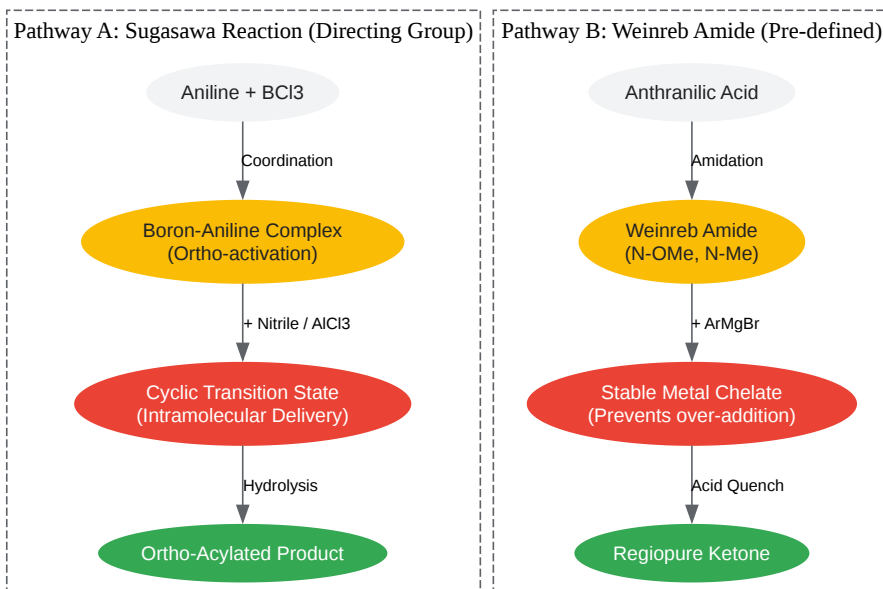 Pathway A: Sugasawa Reaction (Directing Group)
Aniline + BCl3
Coordination
Boron-Aniline Complex
(Ortho-activation)
+ Nitrile / AlCl3
Cyclic Transition State
(Intramolecular Delivery)
Hydrolysis
Ortho-Acylated Product
Pathway B: Weinreb Amide (Pre-defined)
Anthranilic Acid
Amidation
Weinreb Amide
(N-OMe, N-Me)
+ ArMgBr
Stable Metal Chelate
(Prevents over-addition)
Acid Quench
Regiopure Ketone